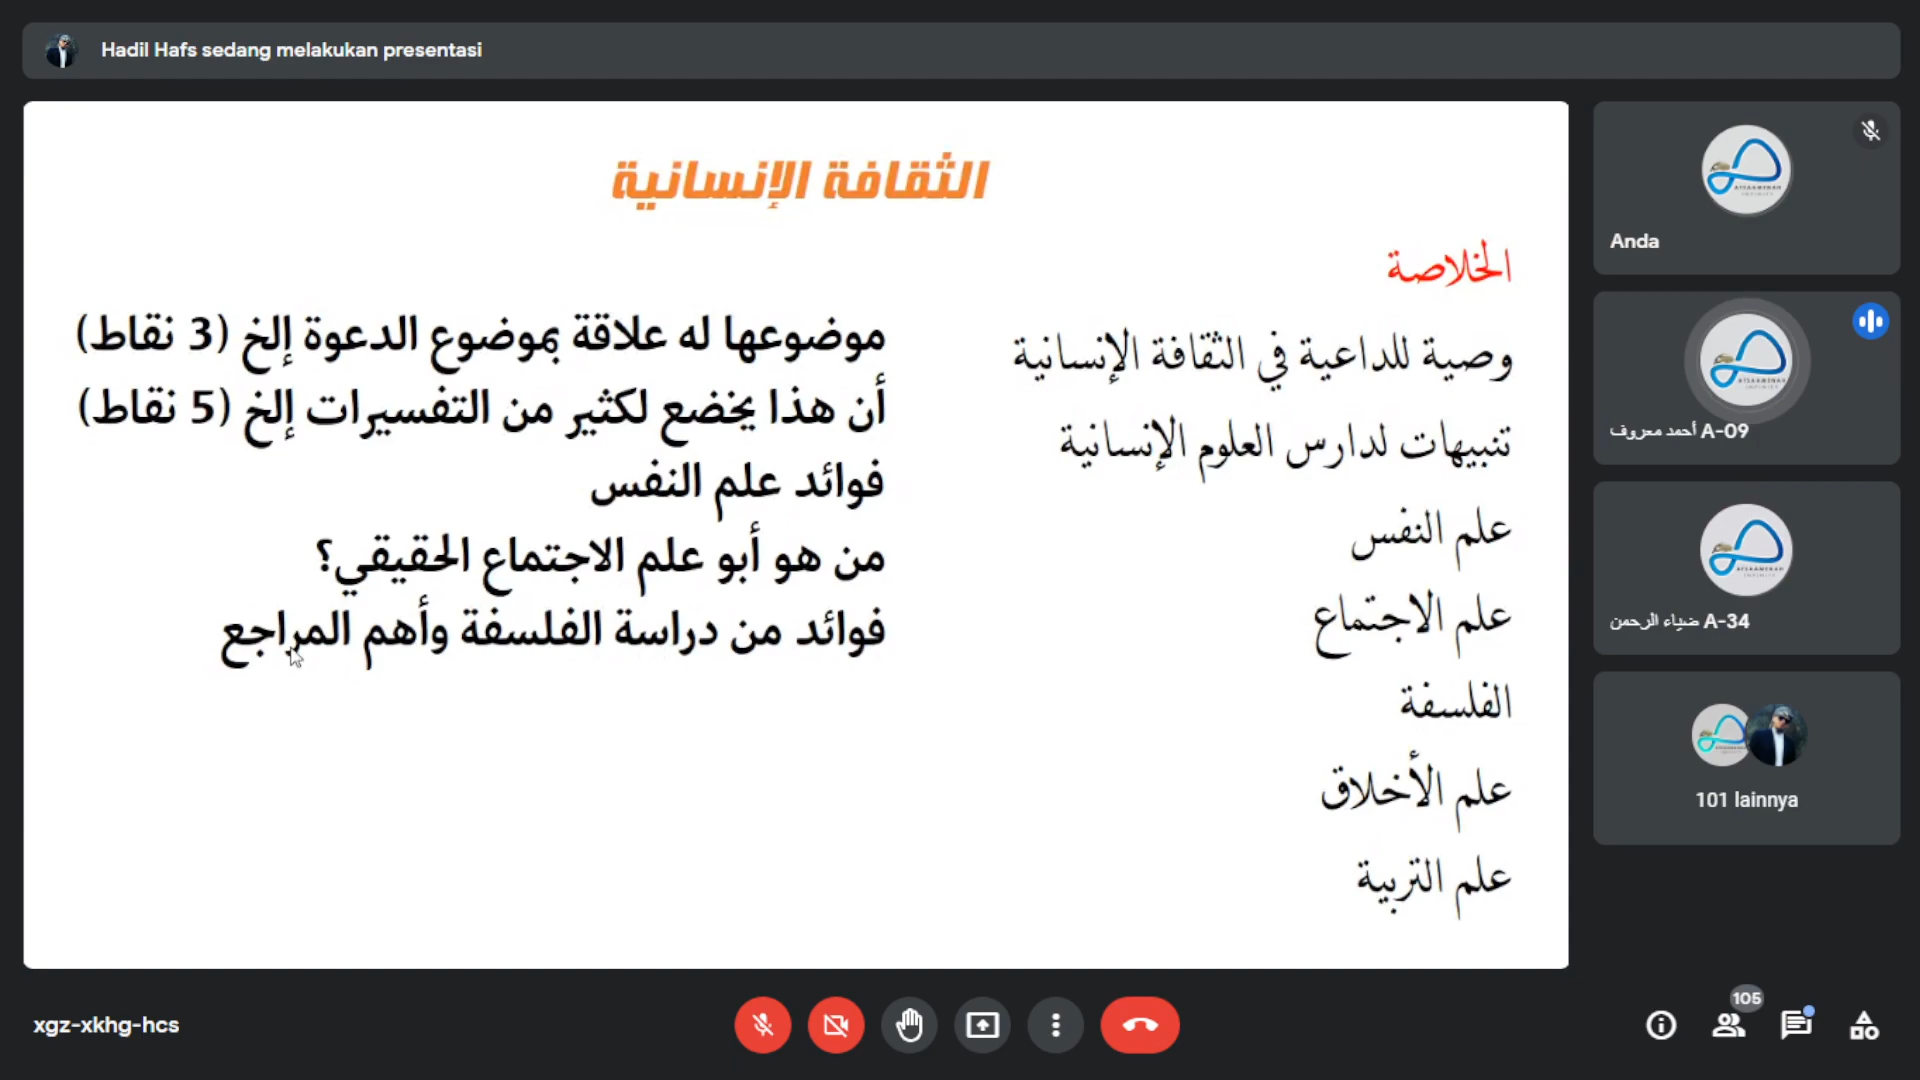 Hadil Hafs sedang melakukan presentasi
الثقافة الإنسانية
الخلاصة
وصية للداعية في الثقافة الإنسانية
تنبيهات لدارس العلوم الإنسانية
علم النفس
علم الاجتماع
الفلسفة
علم الأخلاق
علم التربية
موضوعها له علاقة بموضوع الدعوة إلخ (3 نقاط)
أن هذا يخضع لكثير من التفسيرات إلخ (5 نقاط)
فوائد علم النفس
من هو أبو علم الاجتماع الحقيقي؟
فوائد من دراسة الفلسفة وأهم المراجع
Anda
A-09 أحمد معروف
A-34 ضياء الرحمن
101 lainnya
xgz-xkhg-hcs
105